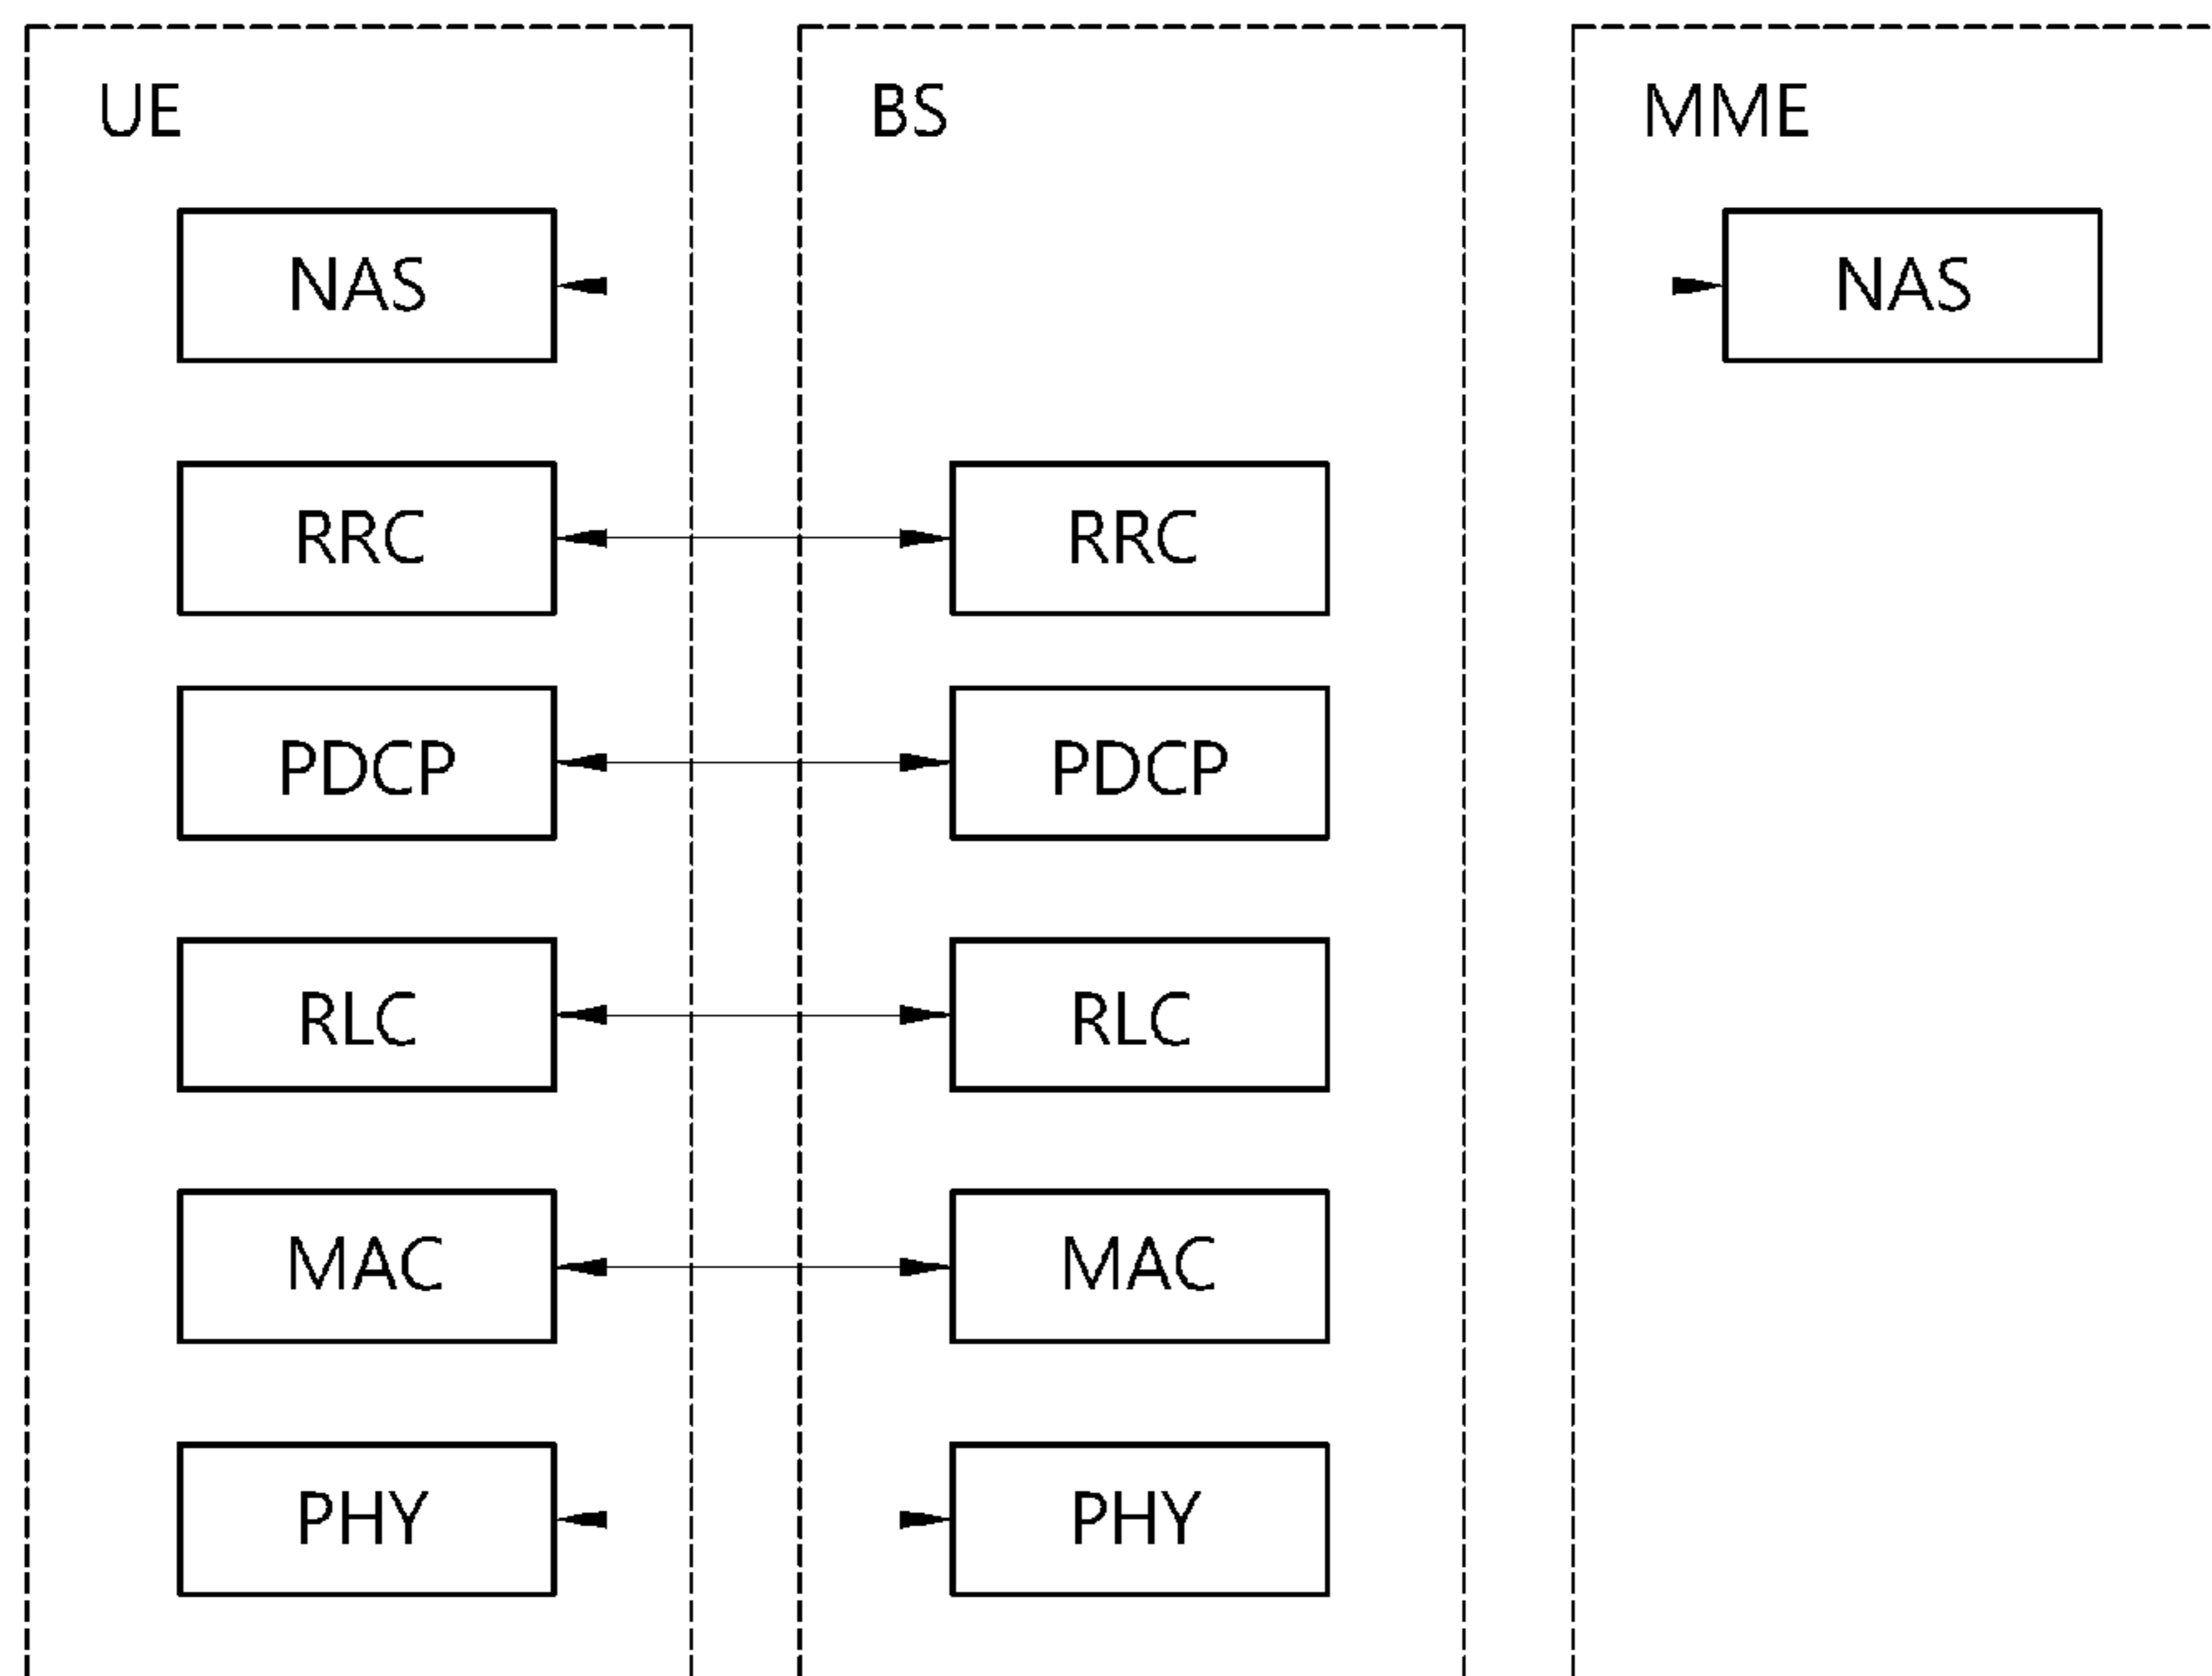 UE
BS
MME
NAS
NAS
RRC
RRC
PDCP
PDCP
RLC
RLC
MAC
MAC
PHY
PHY